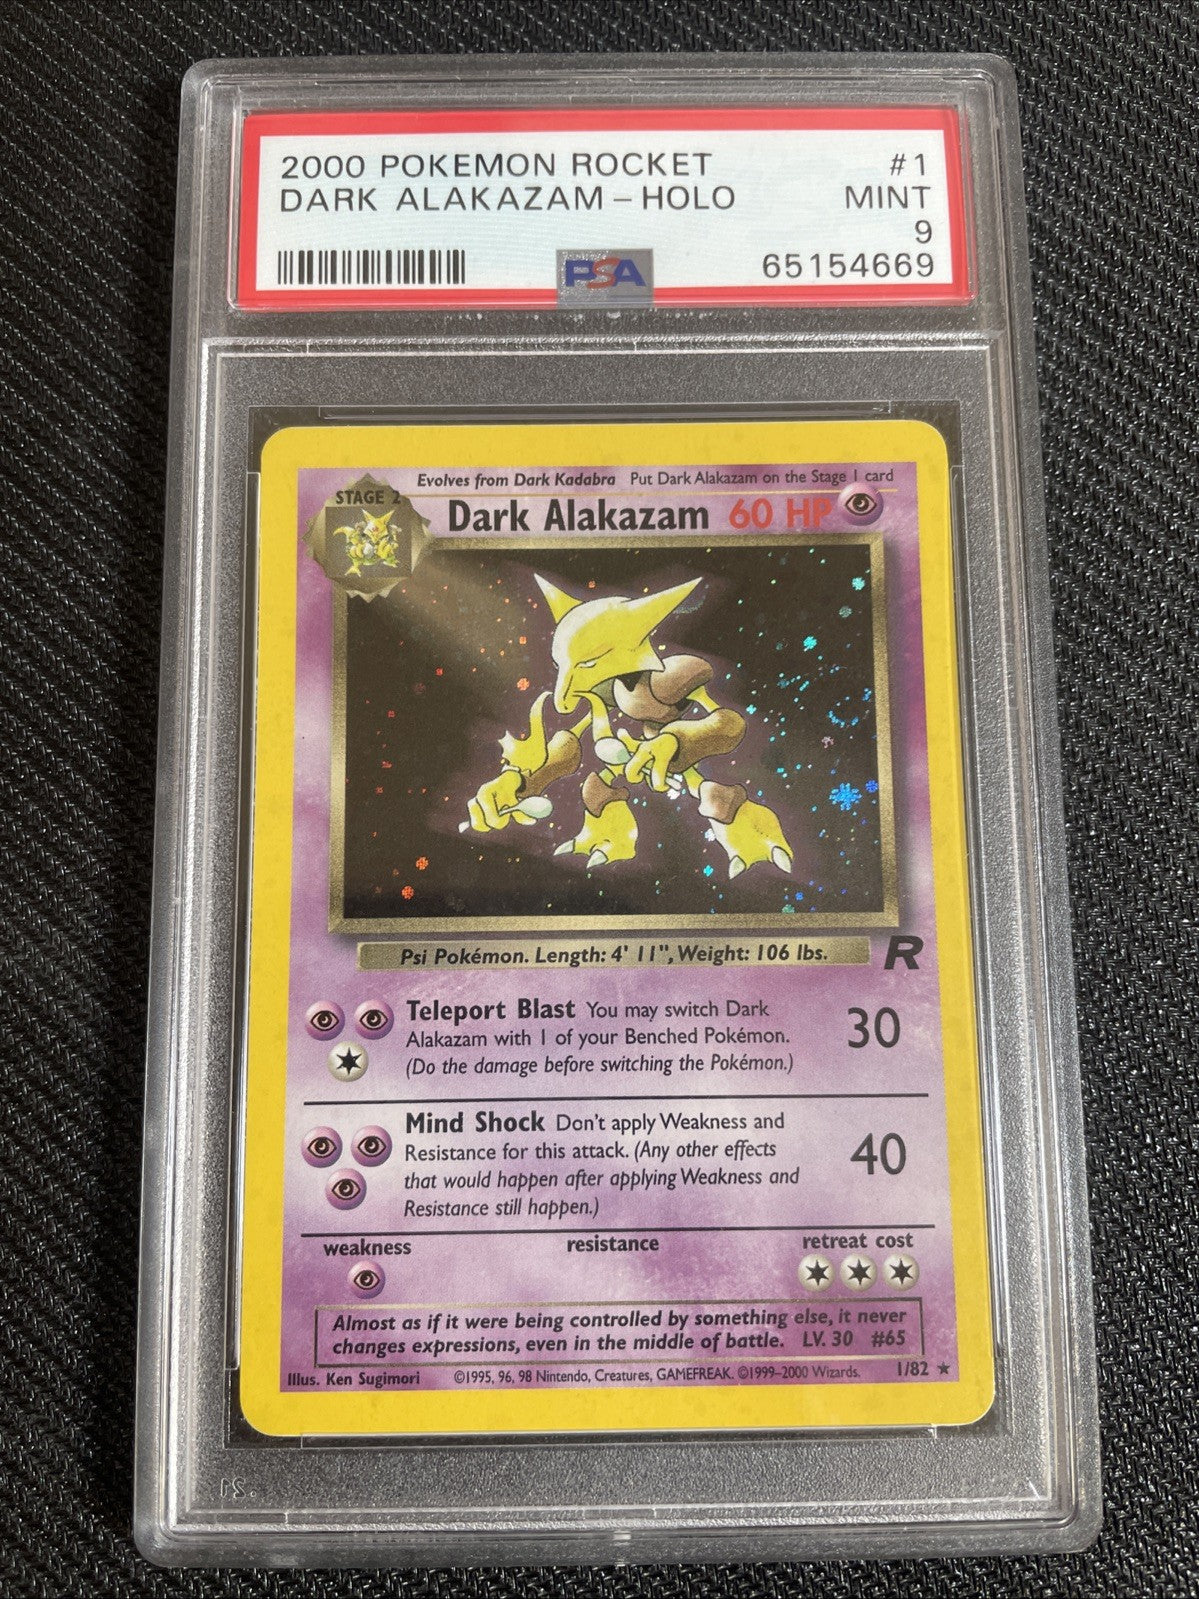 2000 POKEMON ROCKET #1
DARK ALAKAZAM – HOLO MINT
9
PSA 65154669
Evolves from Dark Kadabra Put Dark Alakazam on the Stage 1 card
STAGE 2
Dark Alakazam 60 HP
Psi Pokémon. Length: 4' 11", Weight: 106 lbs.
R
Teleport Blast You may switch Dark
Alakazam with 1 of your Benched Pokémon.
(Do the damage before switching the Pokémon.)
30
Mind Shock Don't apply Weakness and
Resistance for this attack. (Any other effects
that would happen after applying Weakness and
Resistance still happen.)
40
weakness resistance retreat cost
Almost as if it were being controlled by something else, it never
changes expressions, even in the middle of battle. LV. 30 #65
Illus. Ken Sugimori ©1995, 96, 98 Nintendo, Creatures, GAMEFREAK. ©1999–2000 Wizards. 1/82 ★